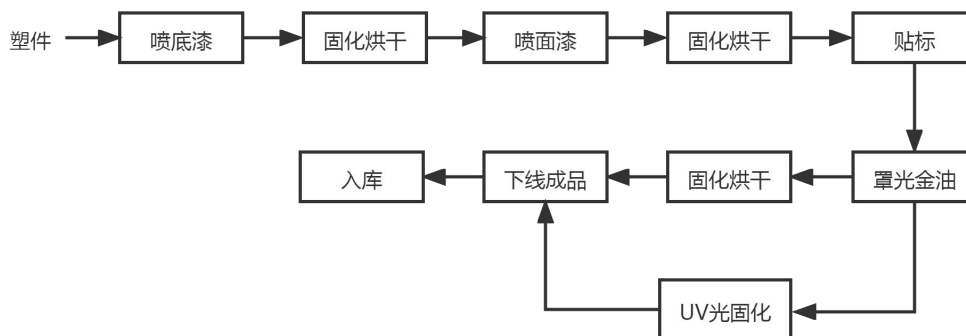 塑件
喷底漆
固化烘干
喷面漆
固化烘干
贴标
罩光金油
固化烘干
下线成品
入库
UV光固化